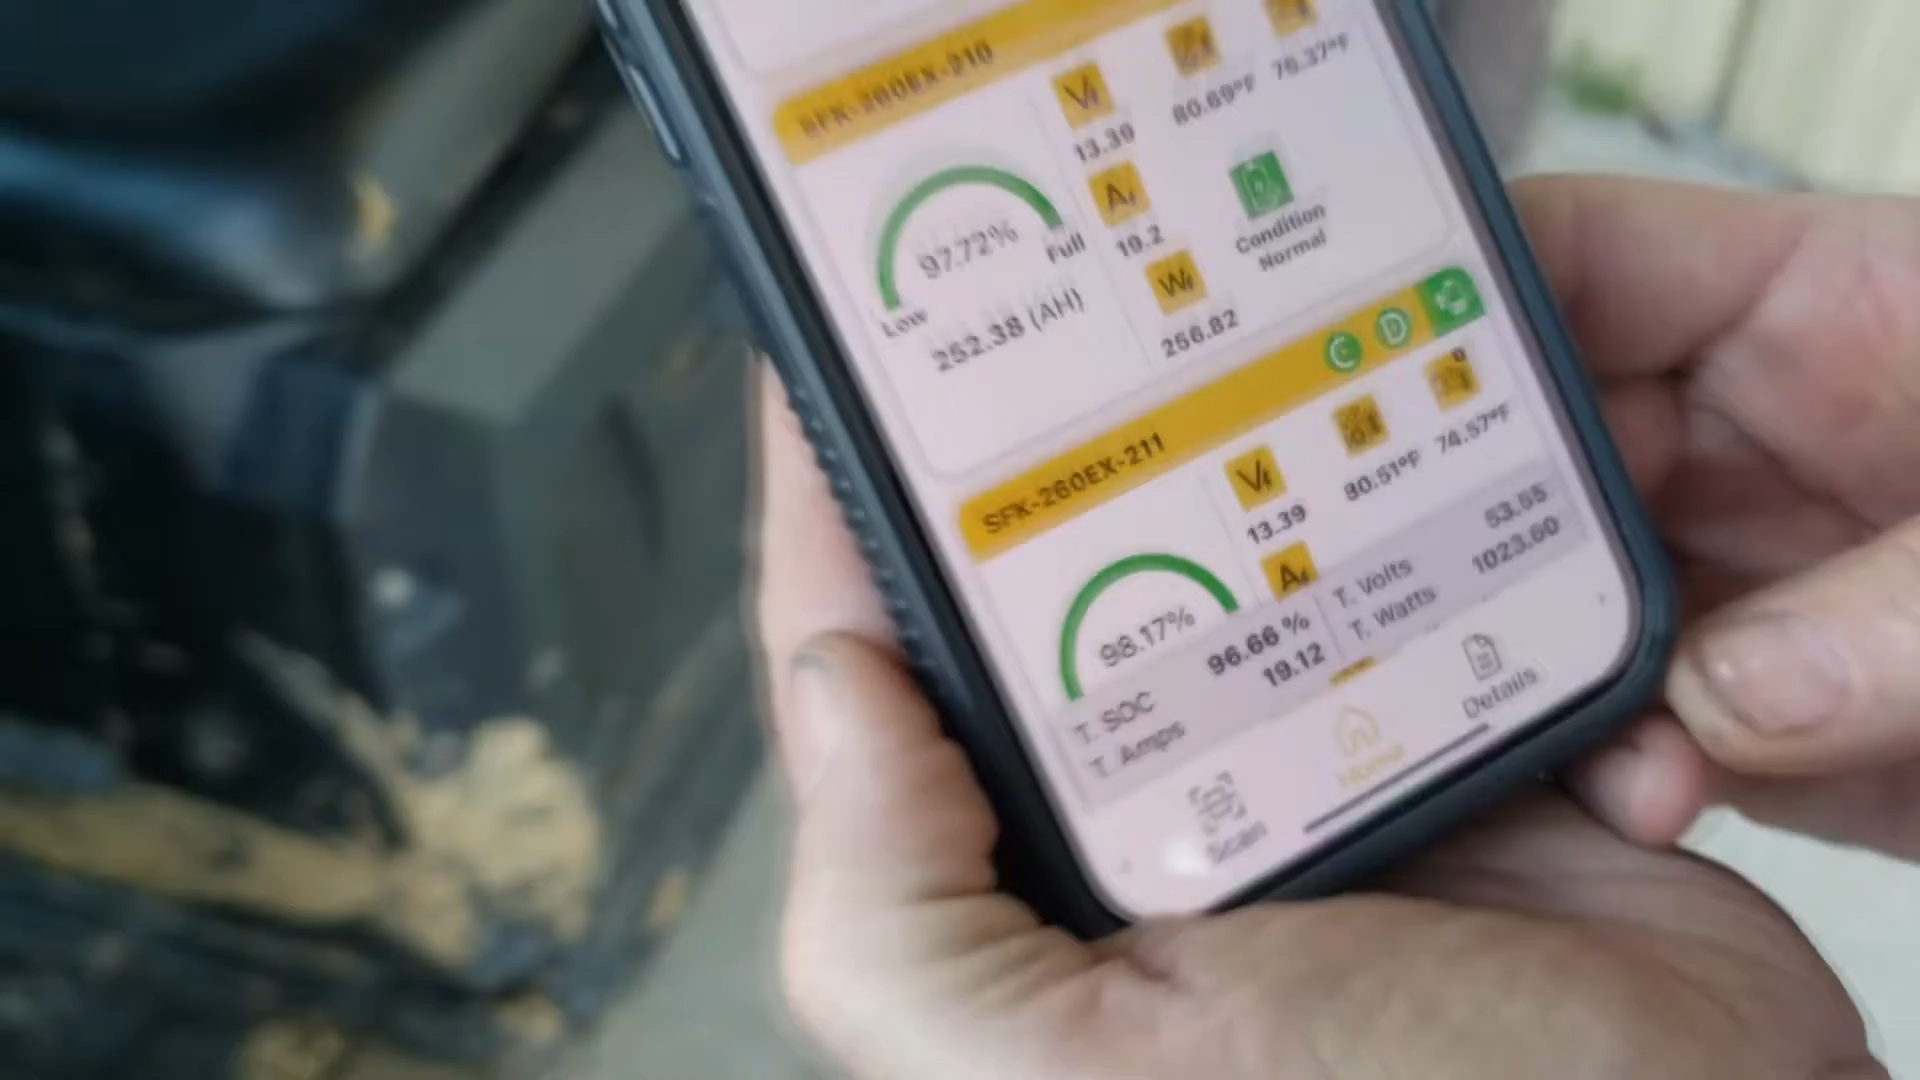 SFK-260EX-210
V
13.39
80.69°F
76.37°F
97.72%
Low
Full
252.38 (AH)
A
19.2
W
256.82
Condition
Normal
SFK-260EX-211
C
D
V
13.39
80.51°F
74.57°F
98.17%
A
T. SOC
96.66 %
T. Volts
53.55
T. Amps
19.12
T. Watts
1023.60
Scan
Home
Details